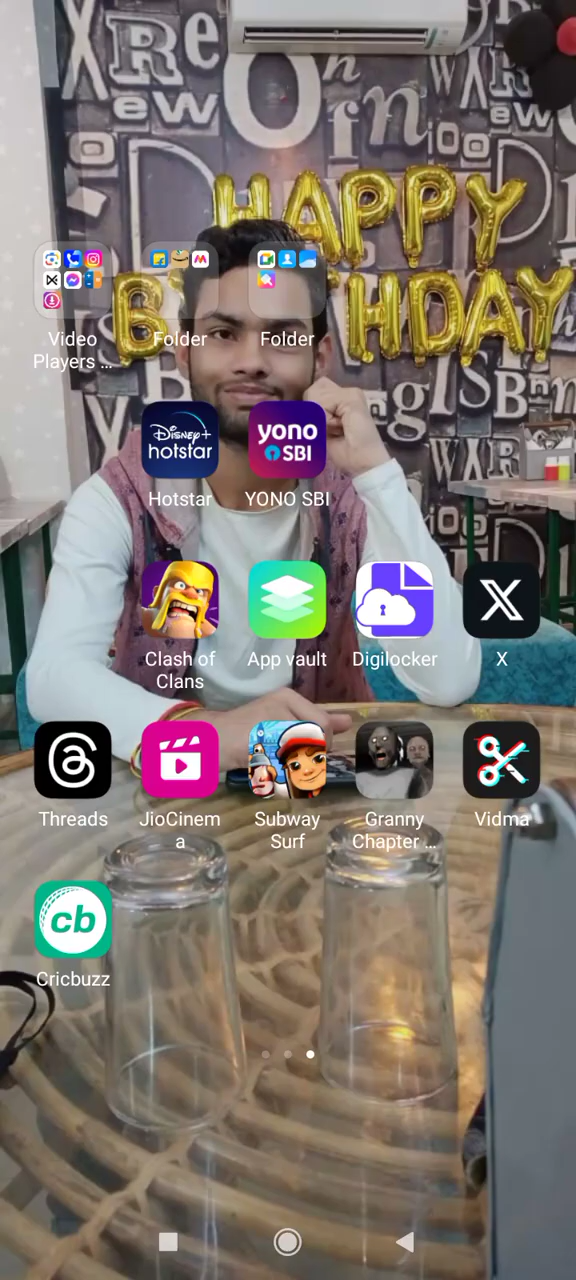 HAPPY
B HDAY
Video
Players ...
Folder
Folder
Disney+
hotstar
yono
SBI
Hotstar
YONO SBI
Clash of
Clans
App vault
Digilocker
X
Threads
JioCinem
a
Subway
Surf
Granny
Chapter ...
Vidma
cb
Cricbuzz